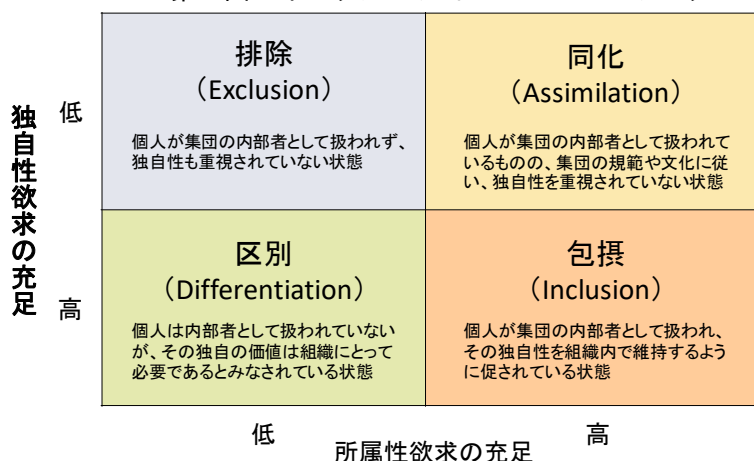 排除
(Exclusion)
個人が集団の内部者として扱われず、
独自性も重視されていない状態
同化
(Assimilation)
個人が集団の内部者として扱われて
いるものの、集団の規範や文化に従
い、独自性を重視されていない状態
独自性欲求の充足
低
高
区別
(Differentiation)
個人は内部者として扱われていない
が、その独自の価値は組織にとって
必要であるとみなされている状態
包摂
(Inclusion)
個人が集団の内部者として扱われ、
その独自性を組織内で維持するよう
に促されている状態
低
高
所属性欲求の充足